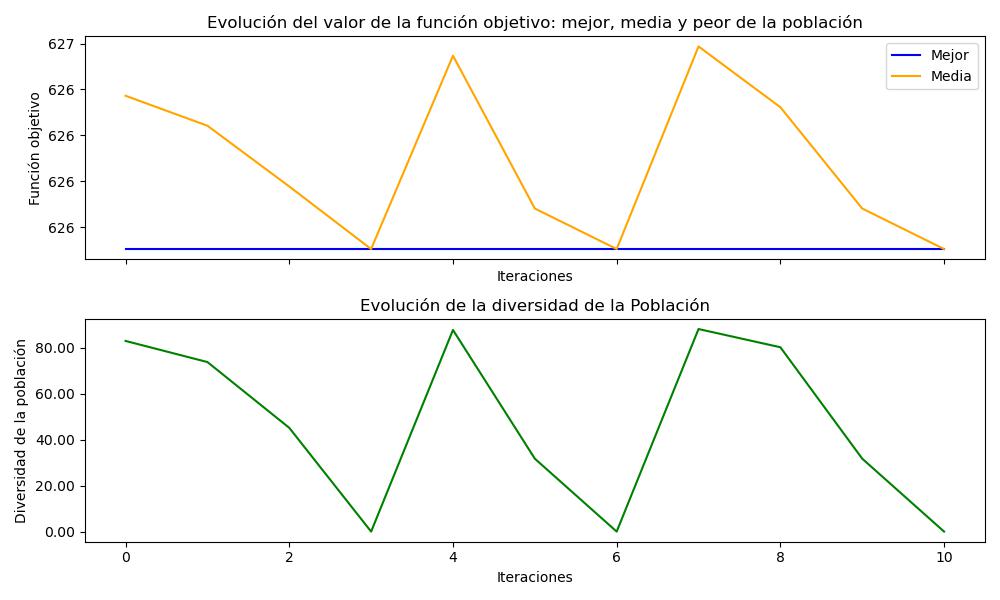 Evolución del valor de la función objetivo: mejor, media y peor de la población
627
626
626
626
626
Función objetivo
Mejor
Media
Iteraciones
Evolución de la diversidad de la Población
80.00
60.00
40.00
20.00
0.00
Diversidad de la población
0 2 4 6 8 10
Iteraciones